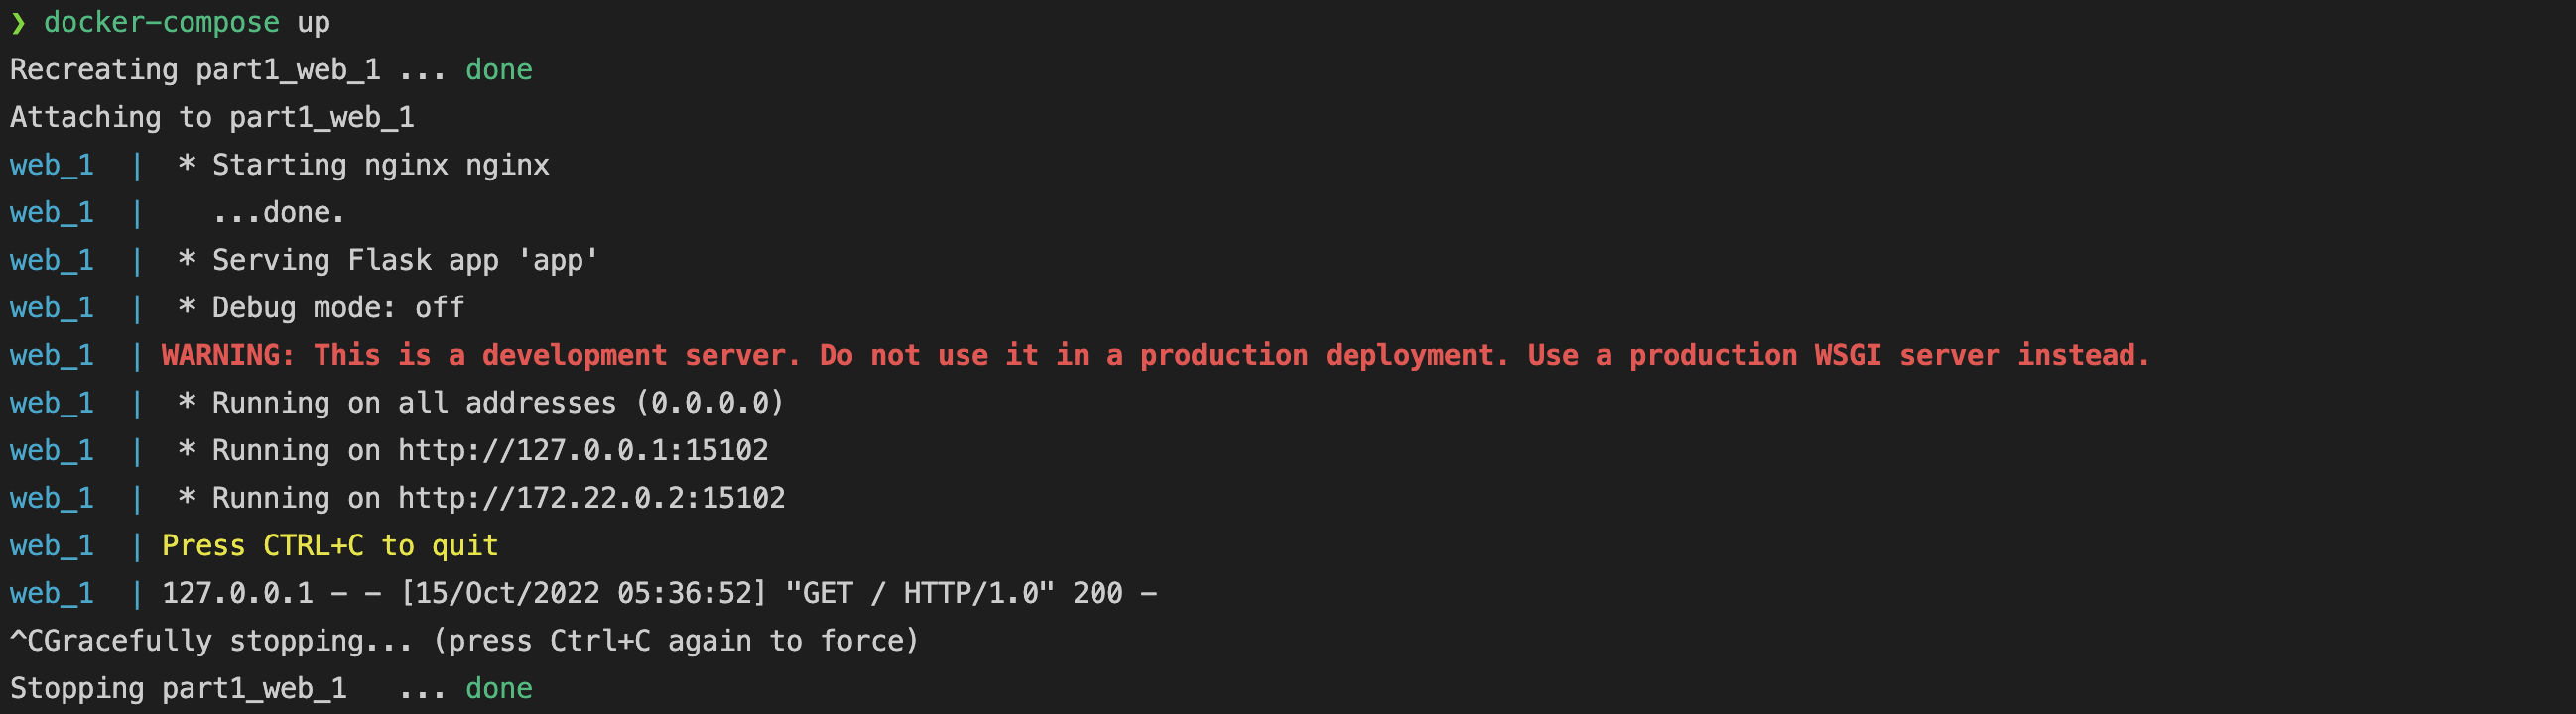 ❯ docker-compose up
Recreating part1_web_1 ... done
Attaching to part1_web_1
web_1  |  * Starting nginx nginx
web_1  |    ...done.
web_1  |  * Serving Flask app 'app'
web_1  |  * Debug mode: off
web_1  | WARNING: This is a development server. Do not use it in a production deployment. Use a production WSGI server instead.
web_1  |  * Running on all addresses (0.0.0.0)
web_1  |  * Running on http://127.0.0.1:15102
web_1  |  * Running on http://172.22.0.2:15102
web_1  | Press CTRL+C to quit
web_1  | 127.0.0.1 - - [15/Oct/2022 05:36:52] "GET / HTTP/1.0" 200 -
^CGracefully stopping... (press Ctrl+C again to force)
Stopping part1_web_1   ... done